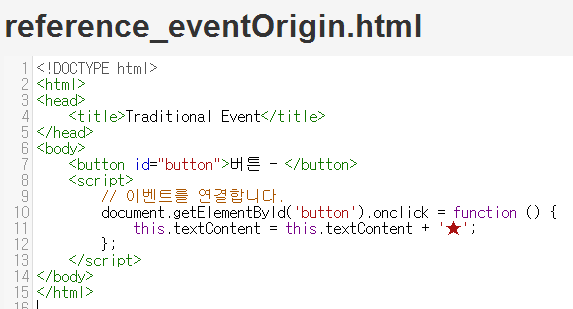 reference_eventOrigin.html
1 <!DOCTYPE html>
2 <html>
3 <head>
4     <title>Traditional Event</title>
5 </head>
6 <body>
7     <button id="button">버튼 - </button>
8     <script>
9         // 이벤트를 연결합니다.
10         document.getElementById('button').onclick = function () {
11             this.textContent = this.textContent + '★';
12         };
13     </script>
14 </body>
15 </html>
16